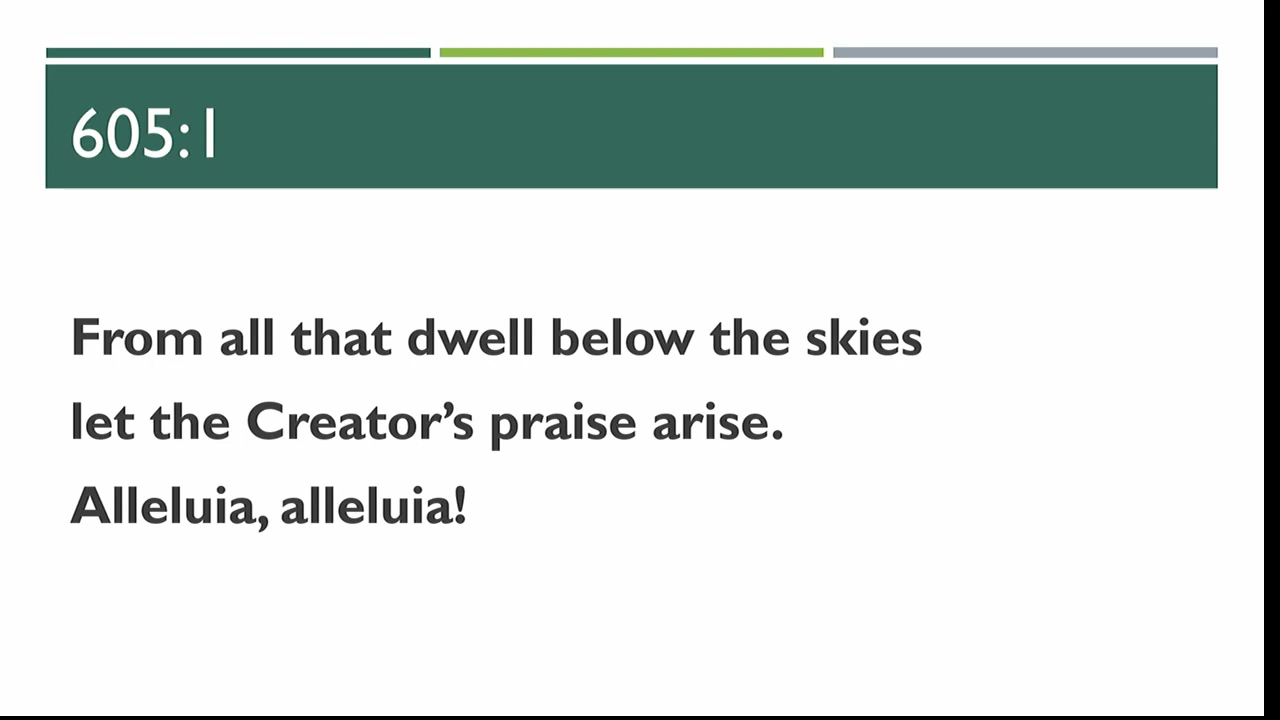 605:1
From all that dwell below the skies
let the Creator’s praise arise.
Alleluia, alleluia!